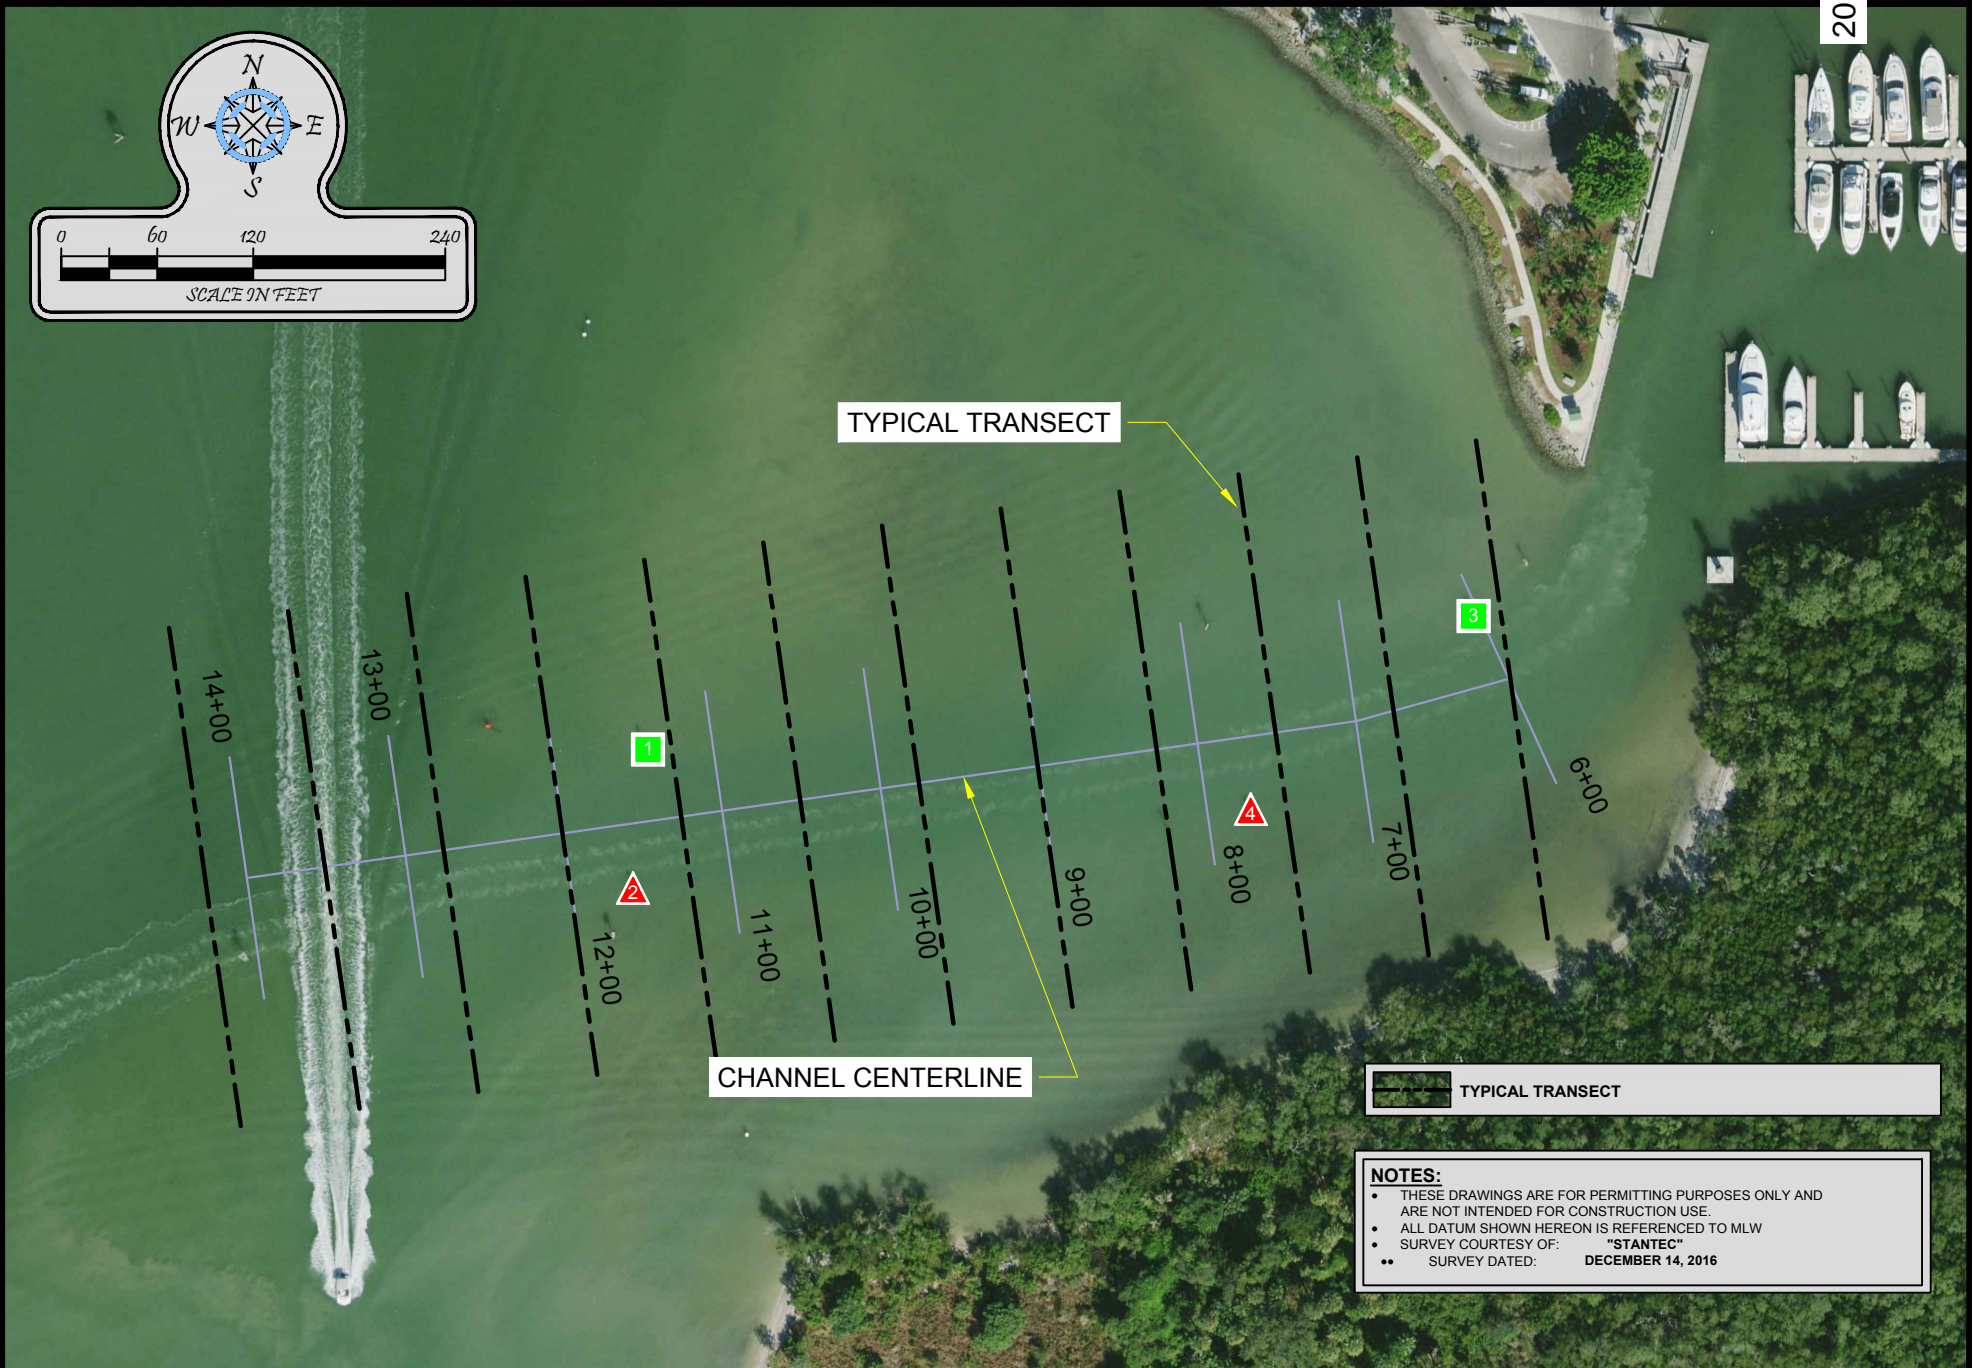 20
N
W E
S
0 60 120 240
SCALE IN FEET
TYPICAL TRANSECT
3
14+00
13+00
1
6+00
4
7+00
8+00
2
9+00
10+00
11+00
12+00
CHANNEL CENTERLINE
TYPICAL TRANSECT
NOTES:
• THESE DRAWINGS ARE FOR PERMITTING PURPOSES ONLY AND
ARE NOT INTENDED FOR CONSTRUCTION USE.
• ALL DATUM SHOWN HEREON IS REFERENCED TO MLW
• SURVEY COURTESY OF: "STANTEC"
•• SURVEY DATED: DECEMBER 14, 2016